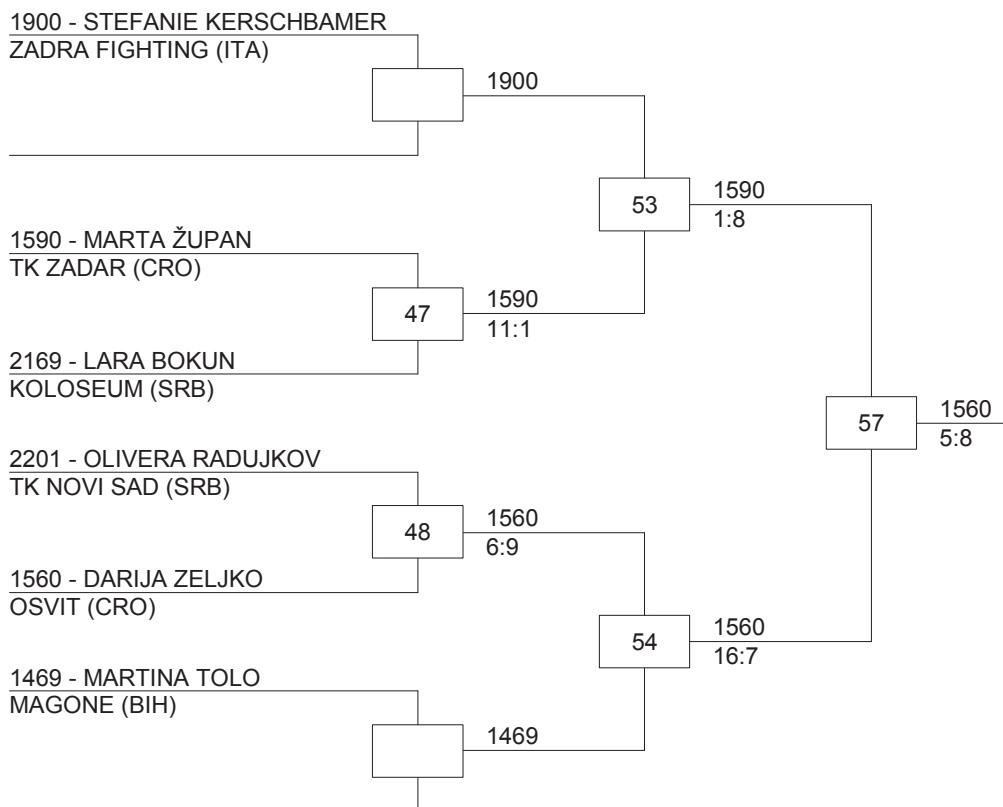 1900 - STEFANIE KERSCHBAMER
ZADRA FIGHTING (ITA)
1900
53
1590
1:8
1590 - MARTA ŽUPAN
TK ZADAR (CRO)
47
1590
11:1
2169 - LARA BOKUN
KOLOSEUM (SRB)
57
1560
5:8
2201 - OLIVERA RADUJKOV
TK NOVI SAD (SRB)
48
1560
6:9
1560 - DARIJA ZELJKO
OSVIT (CRO)
54
1560
16:7
1469 - MARTINA TOLO
MAGONE (BIH)
1469